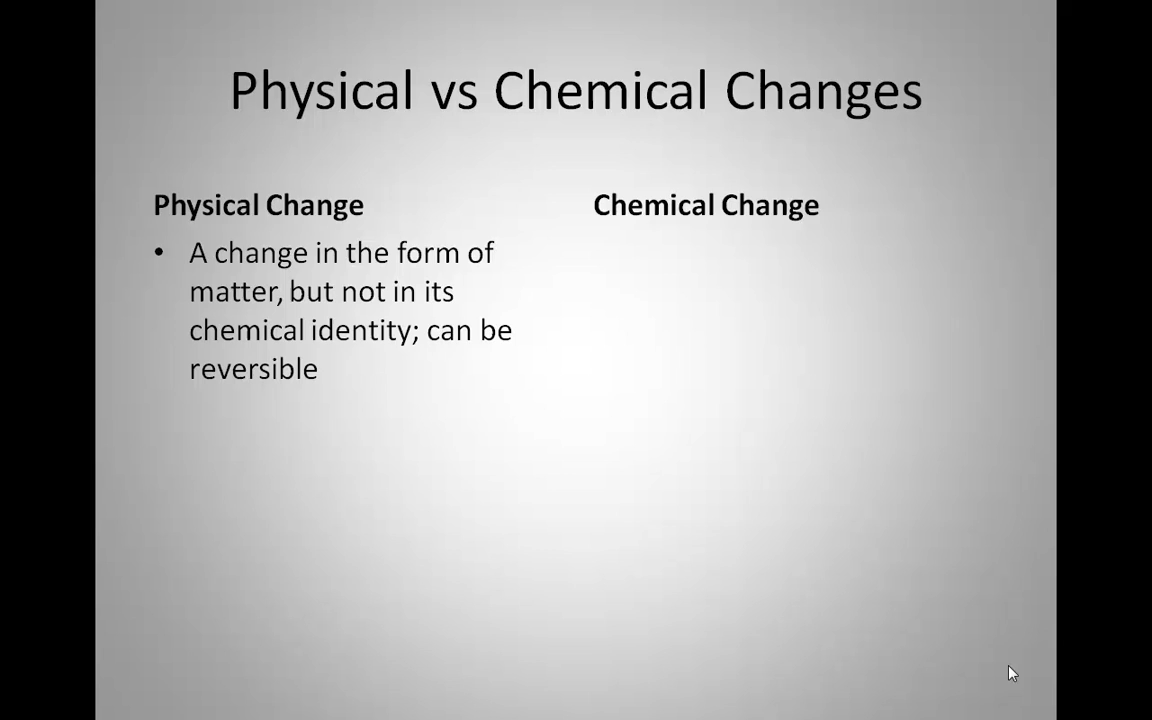 Physical vs Chemical Changes
Physical Change
• A change in the form of
matter, but not in its
chemical identity; can be
reversible
Chemical Change